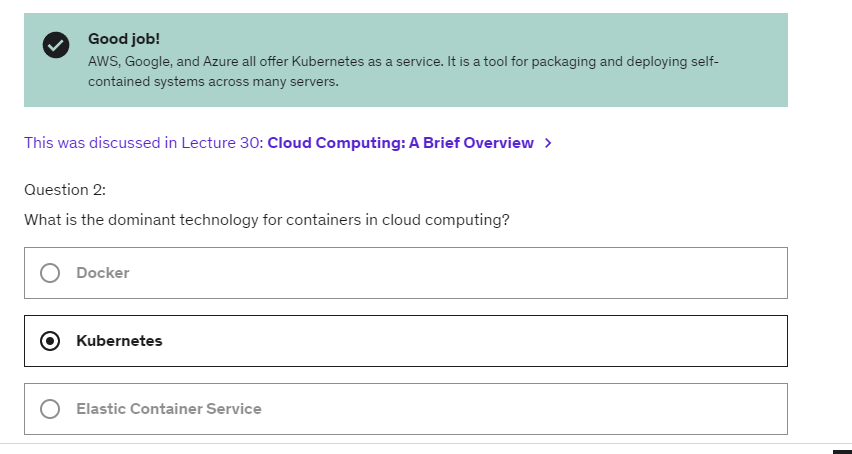 Good job!
AWS, Google, and Azure all offer Kubernetes as a service. It is a tool for packaging and deploying self-
contained systems across many servers.
This was discussed in Lecture 30: Cloud Computing: A Brief Overview >
Question 2:
What is the dominant technology for containers in cloud computing?
Docker
Kubernetes
Elastic Container Service